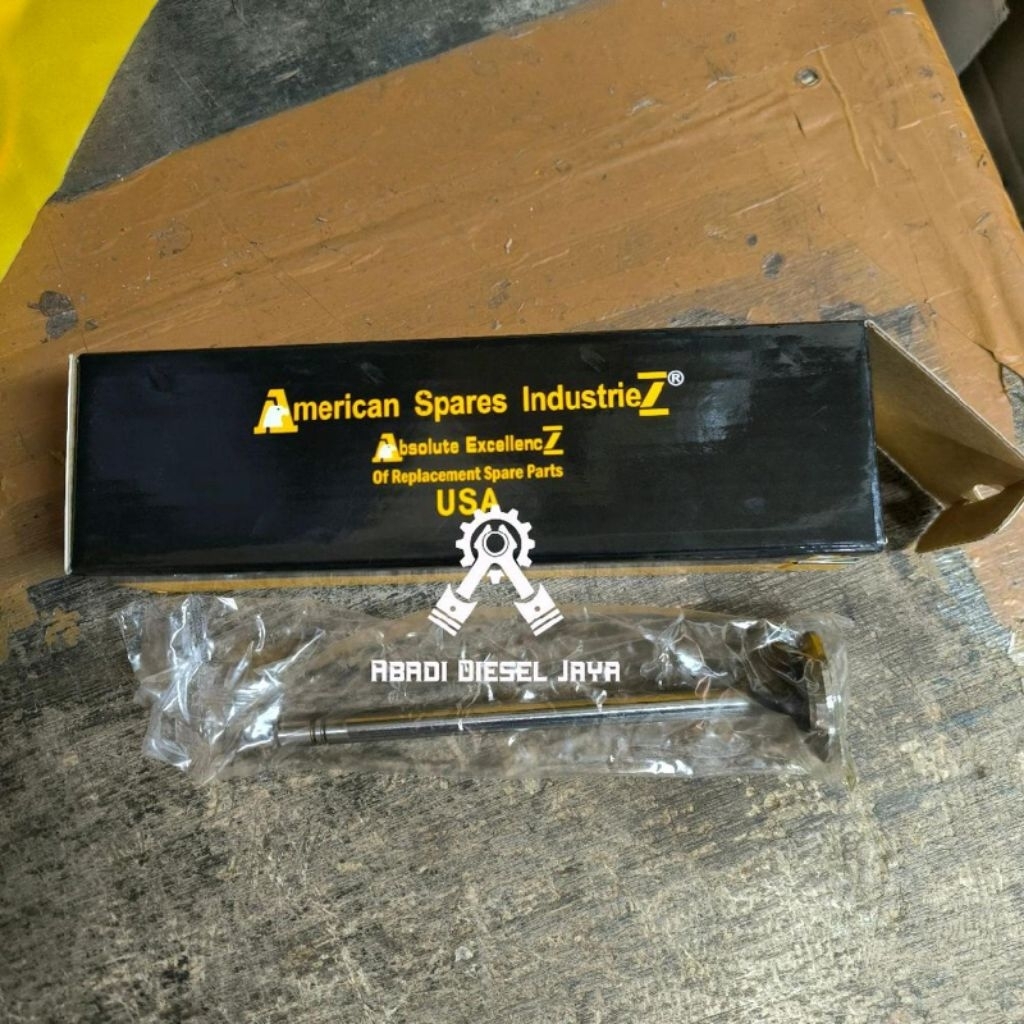 American Spares IndustrieZ®
Absolute ExcellencZ
Of Replacement Spare Parts
USA
ABADI DIESEL JAYA